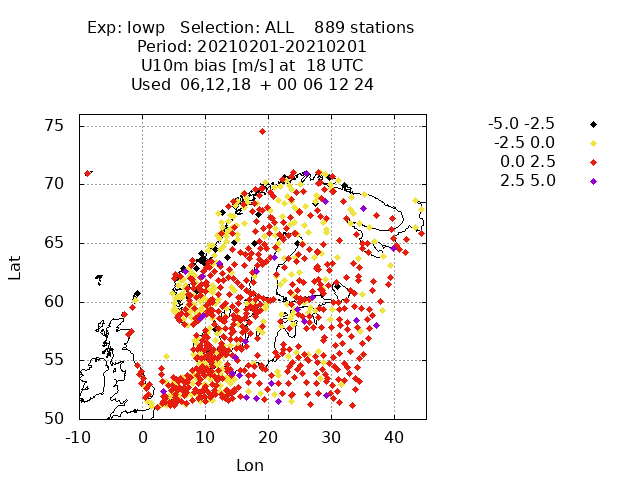 Exp: lowp   Selection: ALL    889 stations
Period: 20210201-20210201
U10m bias [m/s] at  18 UTC
Used  06,12,18  + 00 06 12 24
-5.0 -2.5
-2.5 0.0
0.0 2.5
2.5 5.0
75
70
65
60
55
50
Lat
-10 0 10 20 30 40
Lon